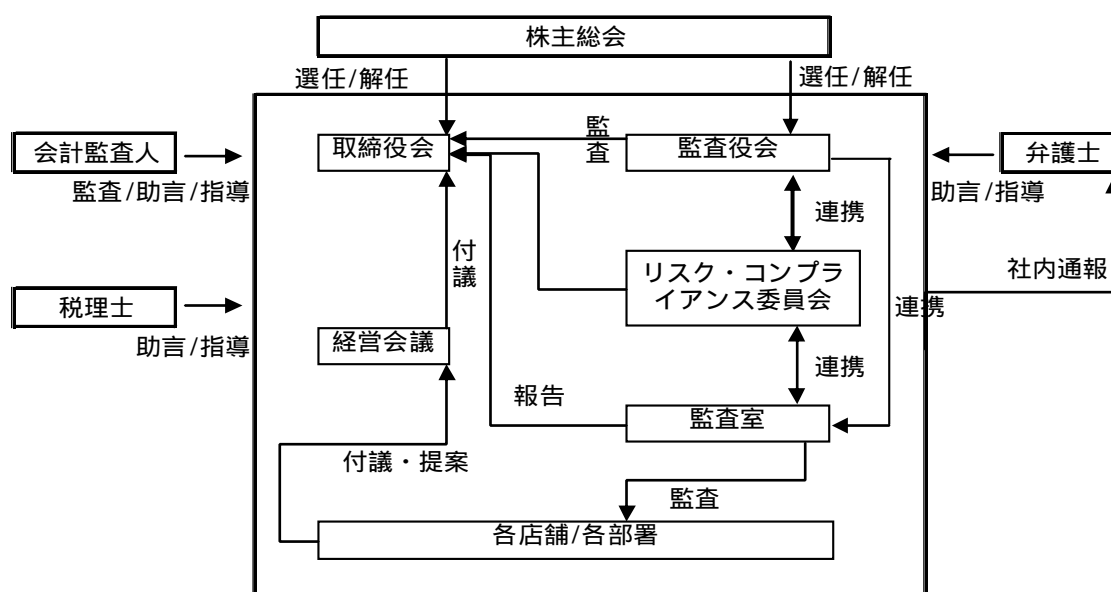 株主総会
選任/解任
選任/解任
会計監査人
監査/助言/指導
取締役会
監査
監査役会
弁護士
助言/指導
連携
付議
リスク・コンプラ
イアンス委員会
社内通報
税理士
助言/指導
連携
経営会議
連携
報告
監査室
付議・提案
監査
各店舗/各部署